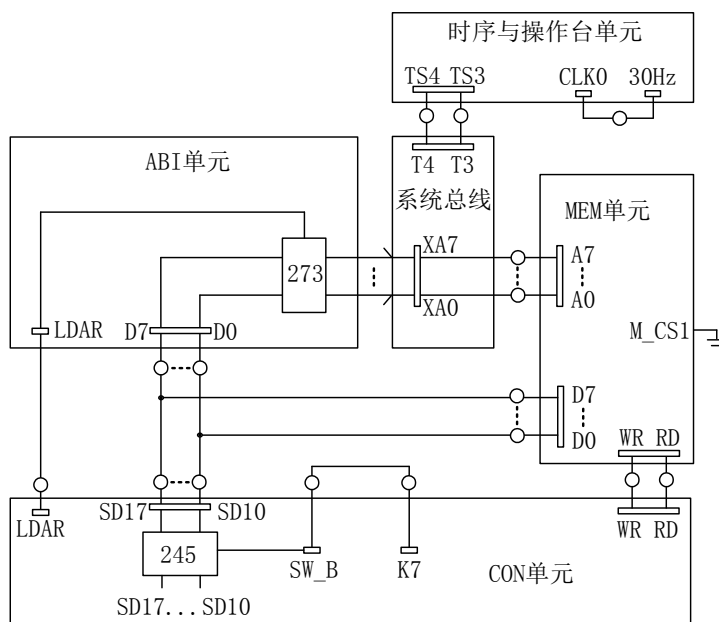 时序与操作台单元
TS4 TS3
CLK0 30Hz
T4 T3
系统总线
ABI单元
MEM单元
273
XA7
XA0
A7
A0
LDAR
D7 D0
M_CS1
D7
D0
WR RD
LDAR
SD17 SD10
WR RD
245
SW_B
K7
CON单元
SD17...SD10